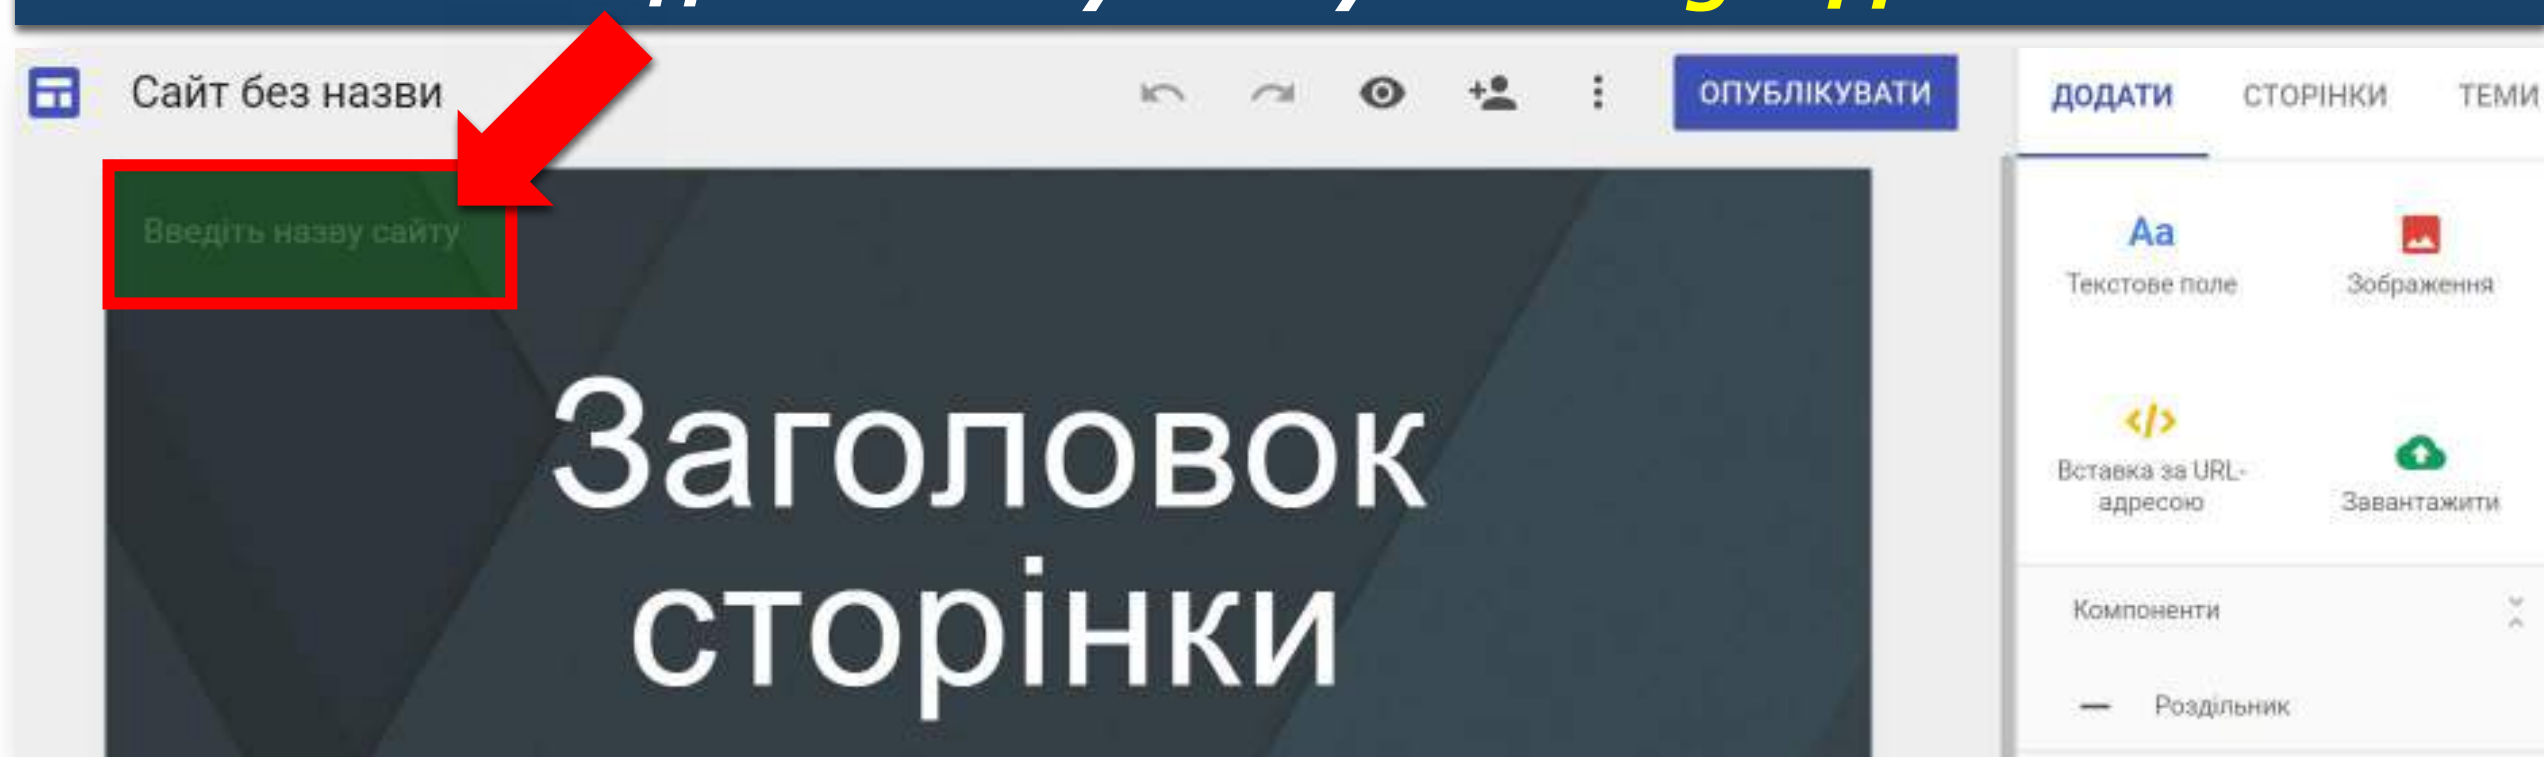 Сайт без назви
ОПУБЛІКУВАТИ
ДОДАТИ СТОРІНКИ ТЕМИ
Введіть назву сайту
Заголовок
сторінки
Aa
Текстове поле
Зображення
Вставка за URL-
адресою
Завантажити
Компоненти
Роздільник